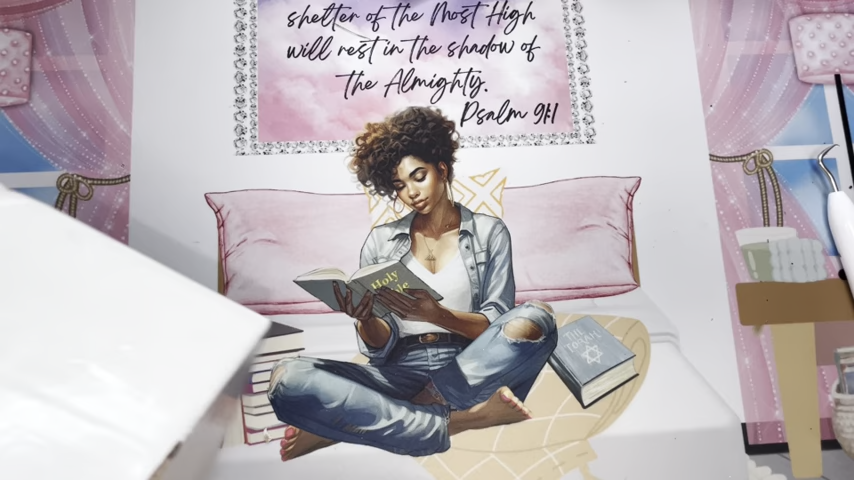 shelter of the Most High
will rest in the shadow of
the Almighty.
Psalm 91:1
Holy
THE
TORAH